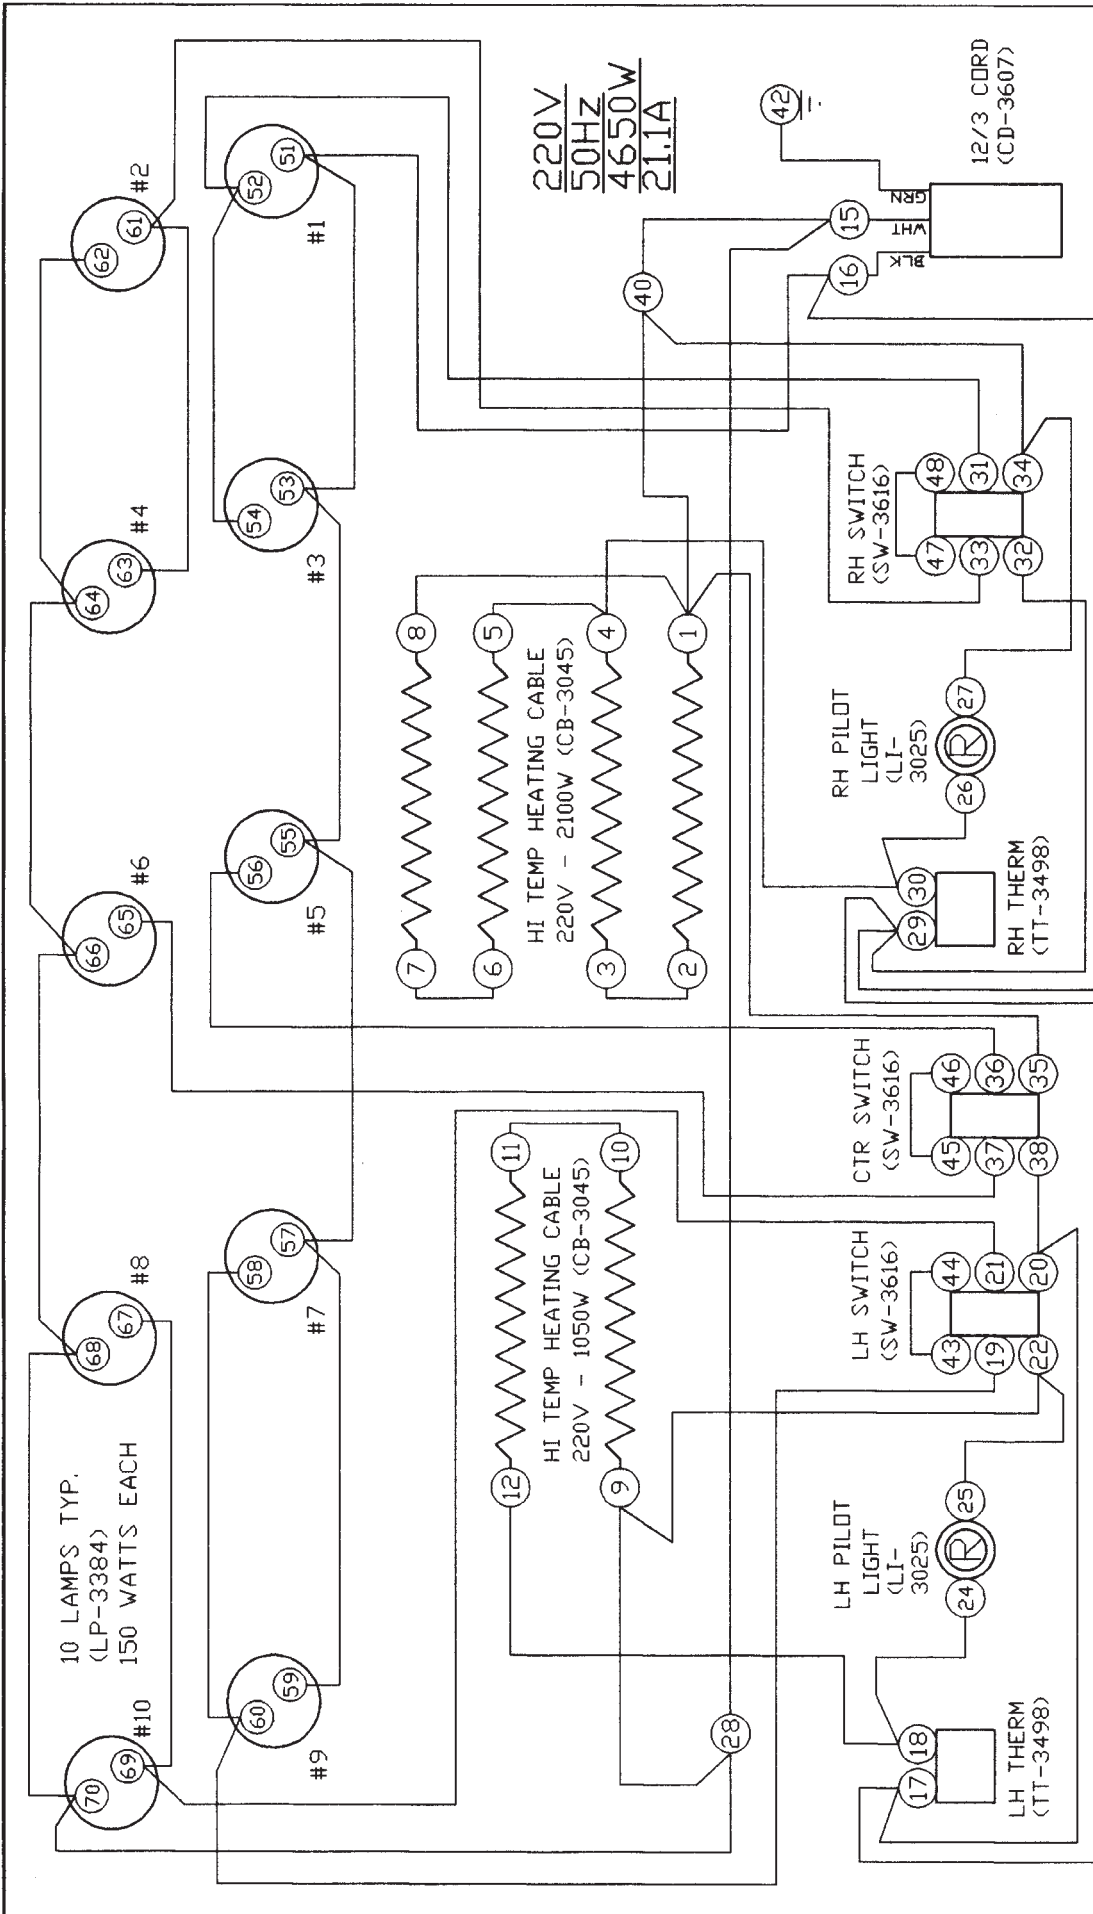 10 LAMPS TYP.
(LP-3384)
150 WATTS EACH
70
69
#10
68
67
#8
66
65
#6
64
63
#4
62
61
#2
60
59
#9
58
57
#7
56
55
#5
54
53
#3
52
51
#1
12
11
HI TEMP HEATING CABLE
220V - 1050W (CB-3045)
9
10
7
8
6
5
HI TEMP HEATING CABLE
220V - 2100W (CB-3045)
3
4
2
1
220V
50Hz
4650W
21.1A
28
40
42
15
16
BLK
WHT
GRN
12/3 CORD
(CD-3607)
17
18
LH THERM
(TT-3498)
LH PILOT
LIGHT
(LI-
3025)
24
R
25
LH SWITCH
(SW-3616)
43
44
19
21
22
20
CTR SWITCH
(SW-3616)
45
46
37
36
38
35
29
30
RH THERM
(TT-3498)
RH PILOT
LIGHT
(LI-
3025)
26
R
27
RH SWITCH
(SW-3616)
47
48
33
31
32
34